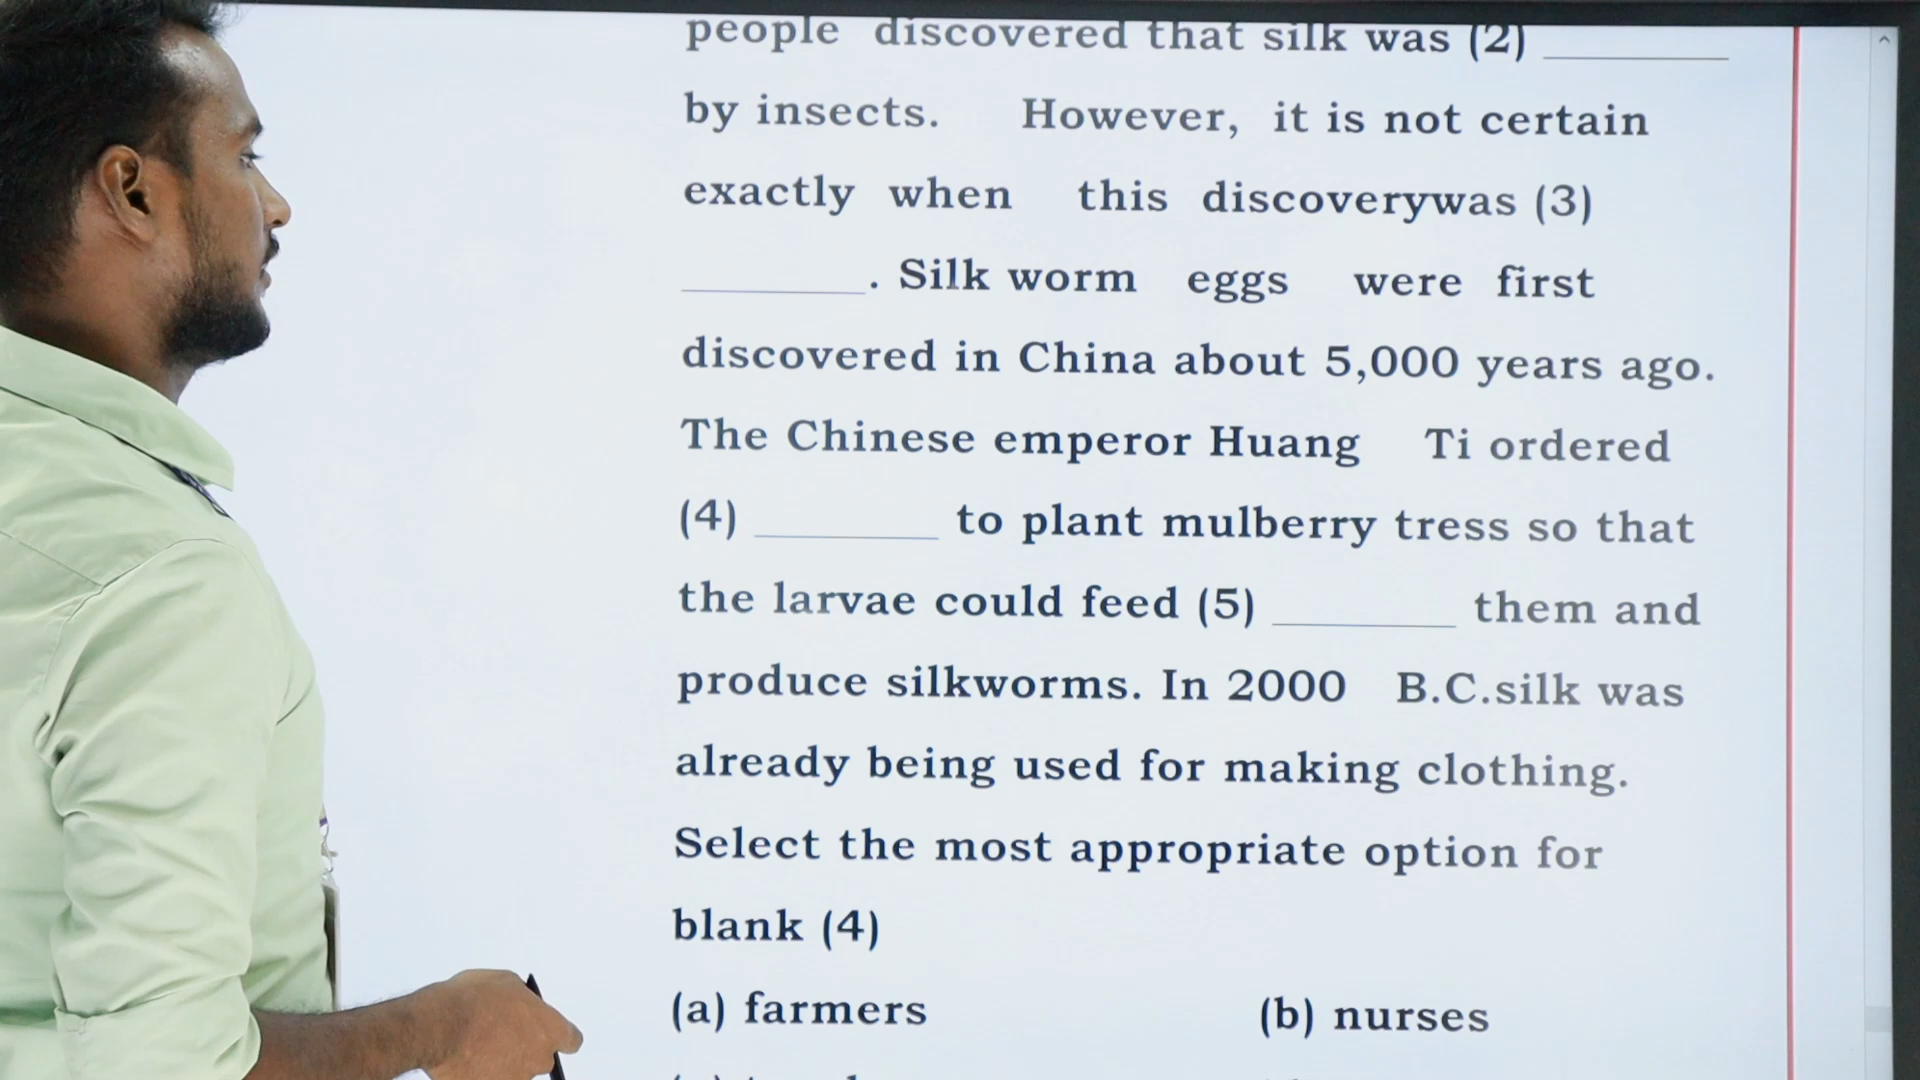 people discovered that silk was (2) ________
by insects. However, it is not certain
exactly when this discoverywas (3)
________. Silk worm eggs were first
discovered in China about 5,000 years ago.
The Chinese emperor Huang Ti ordered
(4) ________ to plant mulberry tress so that
the larvae could feed (5) ________ them and
produce silkworms. In 2000 B.C.silk was
already being used for making clothing.
Select the most appropriate option for
blank (4)
(a) farmers (b) nurses